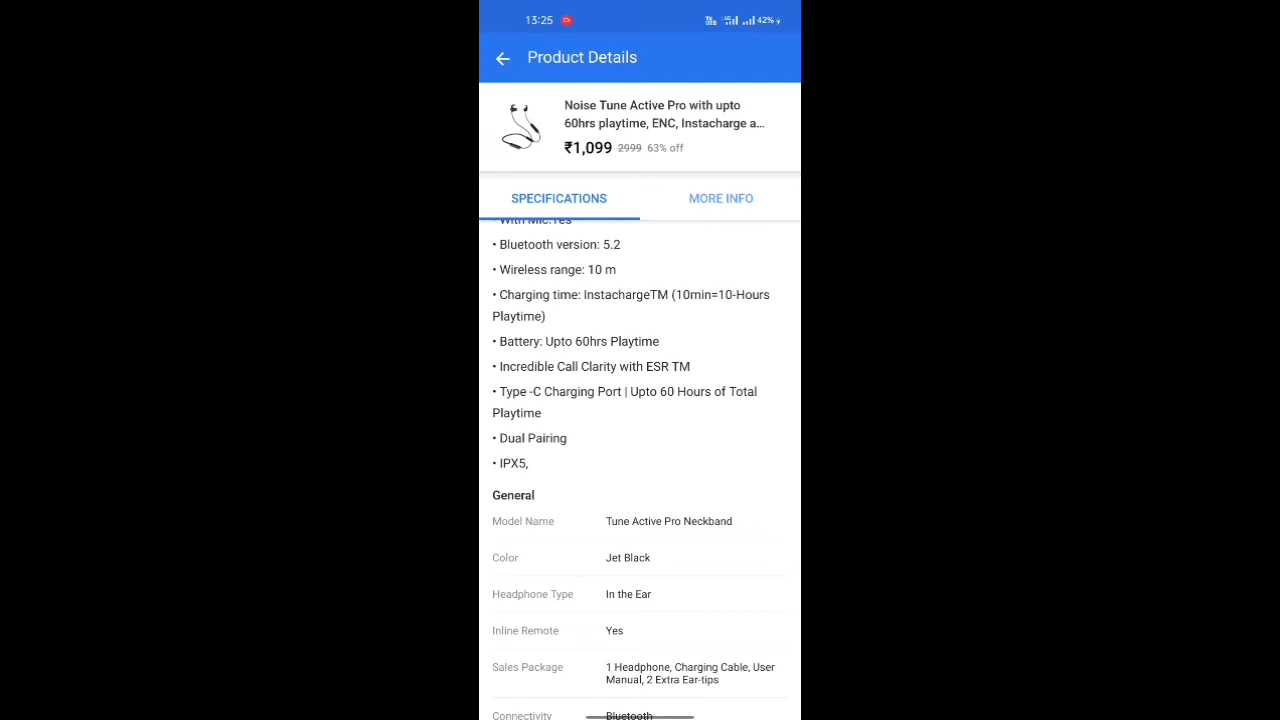 13:25
42%
Product Details
Noise Tune Active Pro with upto
60hrs playtime, ENC, Instacharge a...
₹1,099 2999 63% off
SPECIFICATIONS
MORE INFO
• With Mic:Yes
• Bluetooth version: 5.2
• Wireless range: 10 m
• Charging time: InstachargeTM (10min=10-Hours
Playtime)
• Battery: Upto 60hrs Playtime
• Incredible Call Clarity with ESR TM
• Type -C Charging Port | Upto 60 Hours of Total
Playtime
• Dual Pairing
• IPX5,
General
Model Name Tune Active Pro Neckband
Color Jet Black
Headphone Type In the Ear
Inline Remote Yes
Sales Package 1 Headphone, Charging Cable, User
Manual, 2 Extra Ear-tips
Connectivity Bluetooth